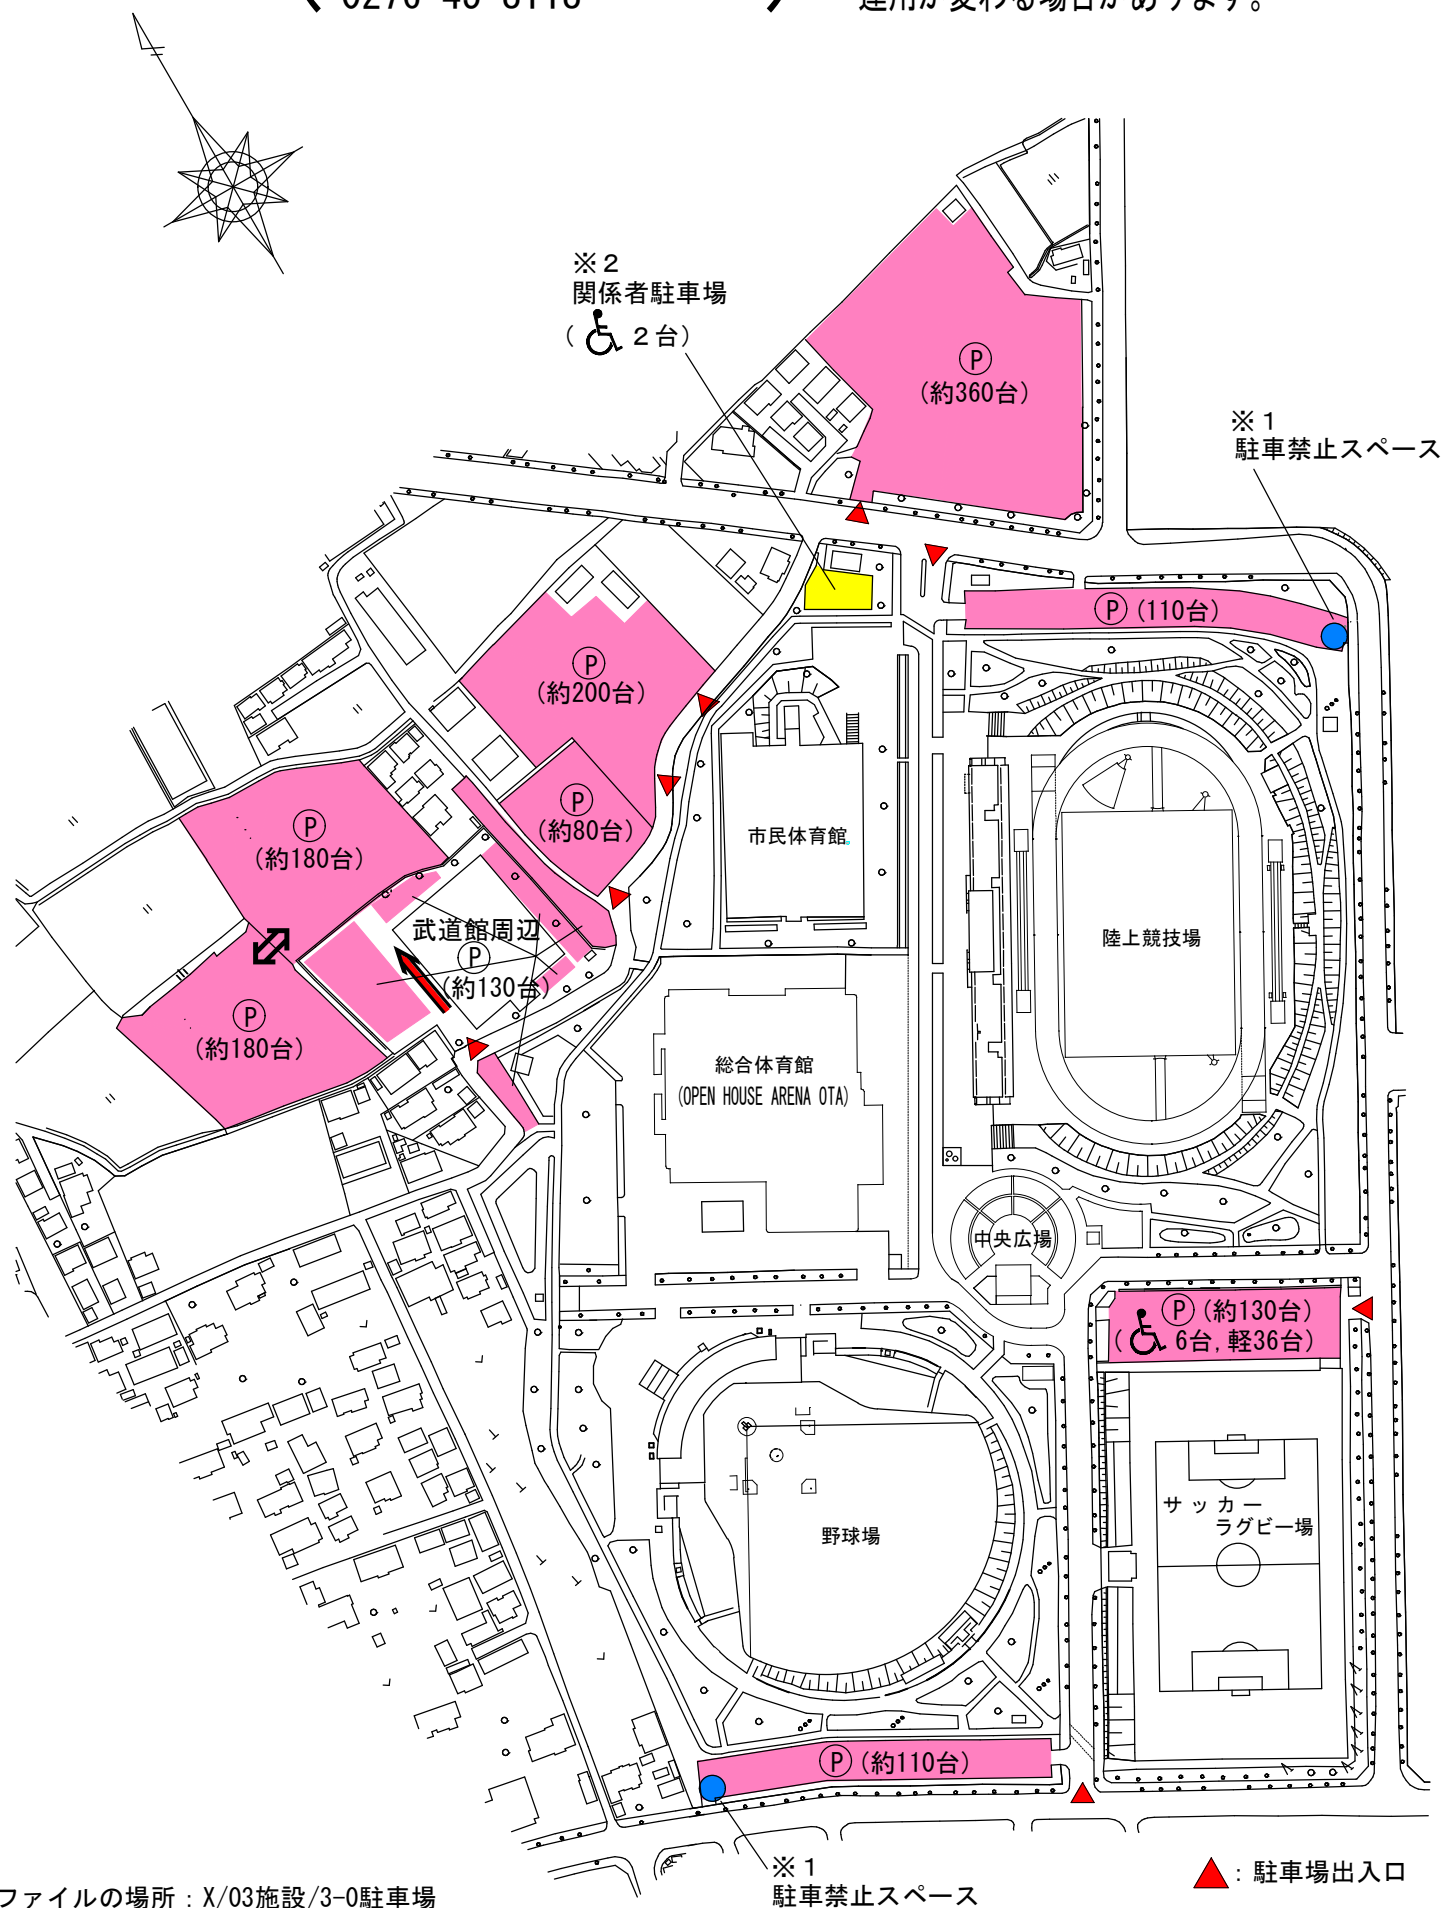 ※２
関係者駐車場
（ ２台）
Ⓟ
（約360台）
※１
駐車禁止スペース
Ⓟ（110台）
Ⓟ
（約200台）
Ⓟ
（約80台）
Ⓟ
（約180台）
市民体育館
武道館周辺
Ⓟ
（約130台）
陸上競技場
Ⓟ
（約180台）
総合体育館
(OPEN HOUSE ARENA OTA)
中央広場
Ⓟ（約130台）
（ 6台,軽36台）
サッカー
ラグビー場
野球場
Ⓟ（約110台）
※１
駐車禁止スペース
：駐車場出入口
ファイルの場所：X/03施設/3-0駐車場